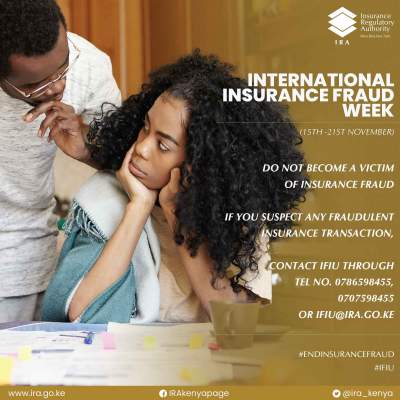 Insurance
Regulatory
Authority
IRA
INTERNATIONAL
INSURANCE FRAUD
WEEK
(15TH -21ST NOVEMBER)
DO NOT BECOME A VICTIM
OF INSURANCE FRAUD
IF YOU SUSPECT ANY FRAUDULENT
INSURANCE TRANSACTION,
CONTACT IFIU THROUGH
TEL NO. 0786598455,
0707598455
OR IFIU@IRA.GO.KE
#ENDINSURANCEFRAUD
#IFIU
www.ira.go.ke
IRAkenyapage
@ira_kenya